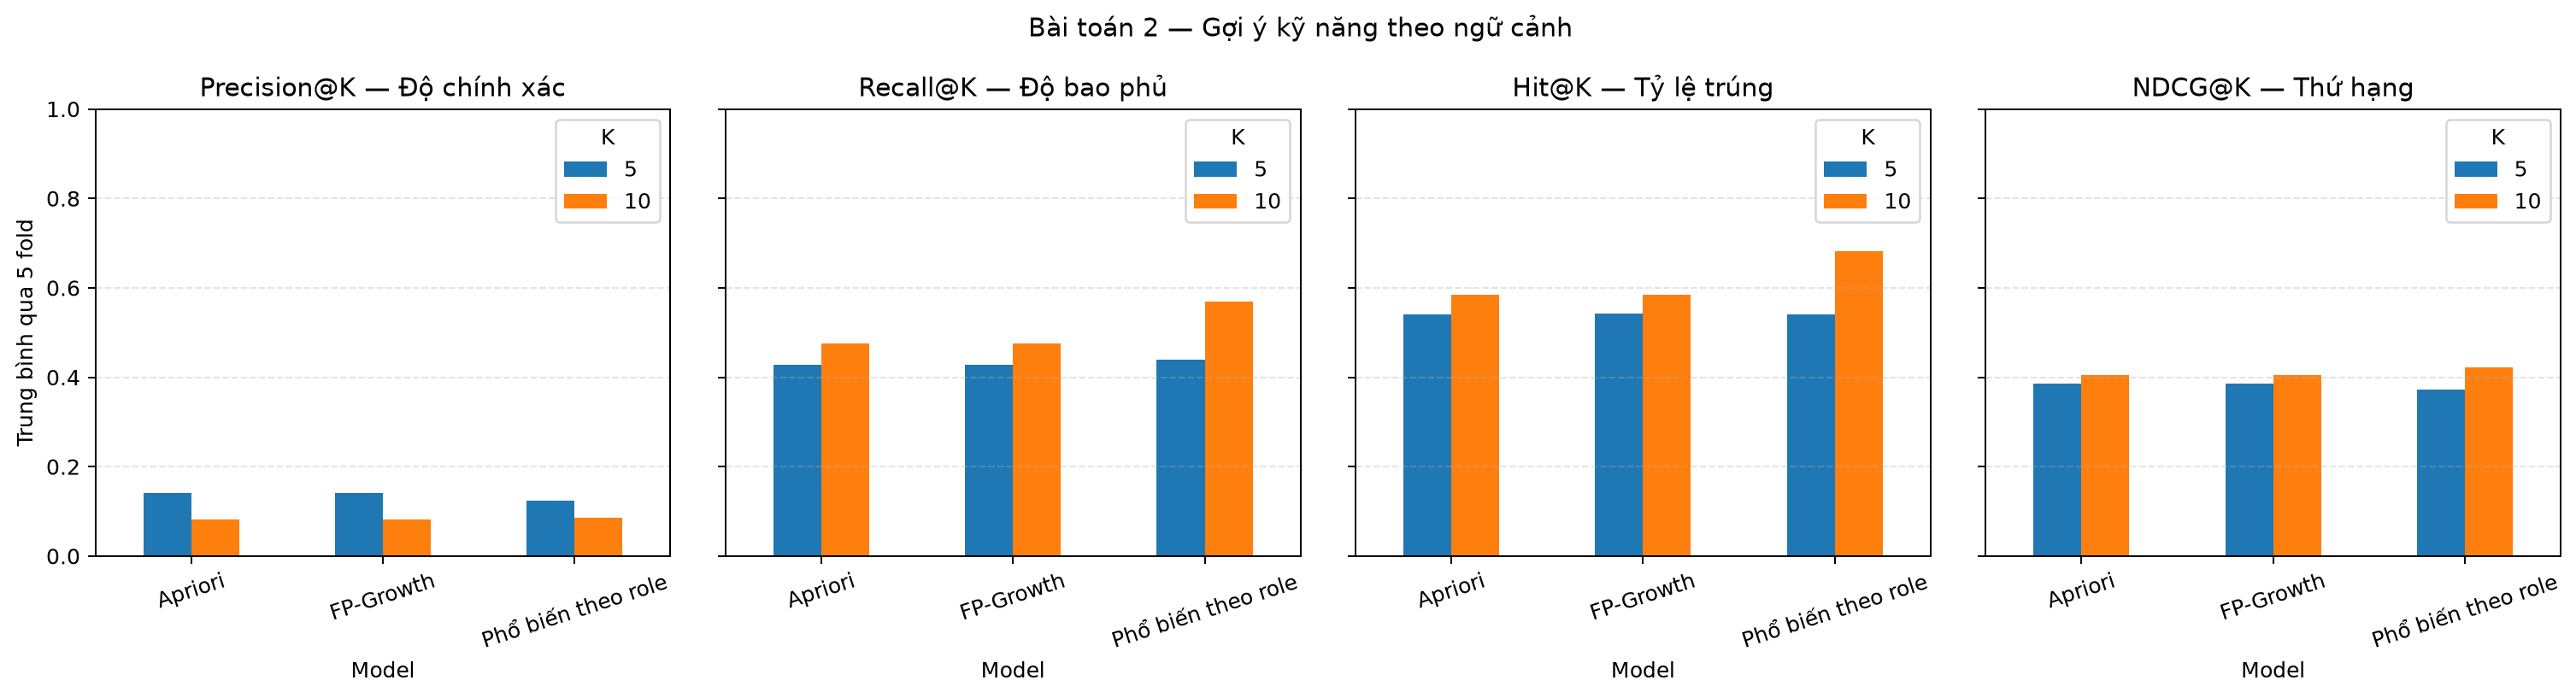 Bài toán 2 — Gợi ý kỹ năng theo ngữ cảnh
Precision@K — Độ chính xác
Trung bình qua 5 fold
1.0
0.8
0.6
0.4
0.2
0.0
K
5
10
Apriori
FP-Growth
Phổ biến theo role
Model
Recall@K — Độ bao phủ
K
5
10
Apriori
FP-Growth
Phổ biến theo role
Model
Hit@K — Tỷ lệ trúng
K
5
10
Apriori
FP-Growth
Phổ biến theo role
Model
NDCG@K — Thứ hạng
K
5
10
Apriori
FP-Growth
Phổ biến theo role
Model